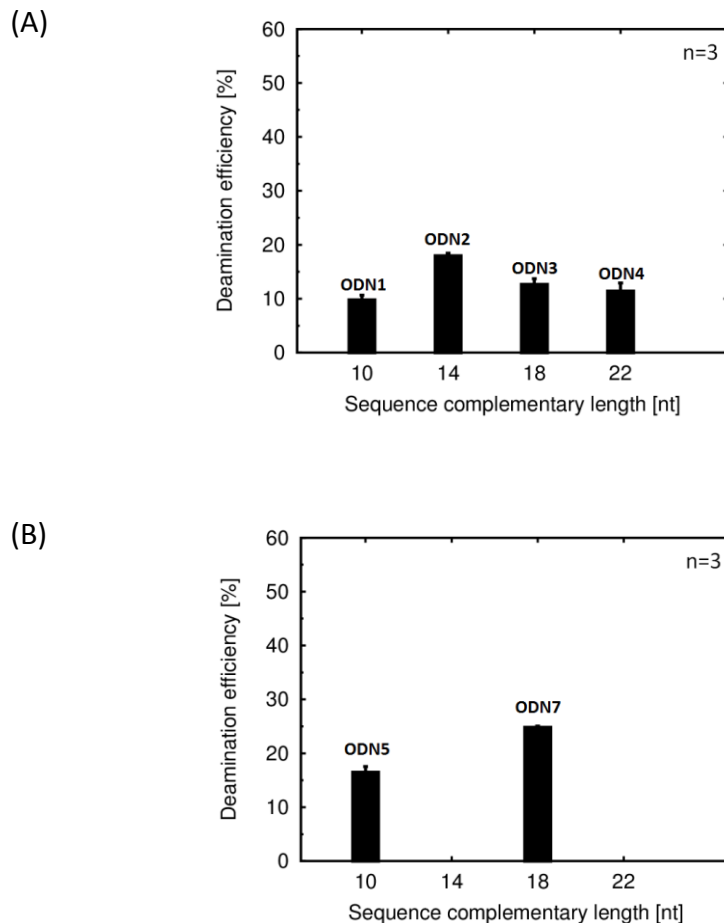 (A)
60
50
40
30
20
10
0
Deamination efficiency [%]
n=3
ODN1
ODN2
ODN3
ODN4
10 14 18 22
Sequence complementary length [nt]
(B)
60
50
40
30
20
10
0
Deamination efficiency [%]
n=3
ODN5
ODN7
10 14 18 22
Sequence complementary length [nt]